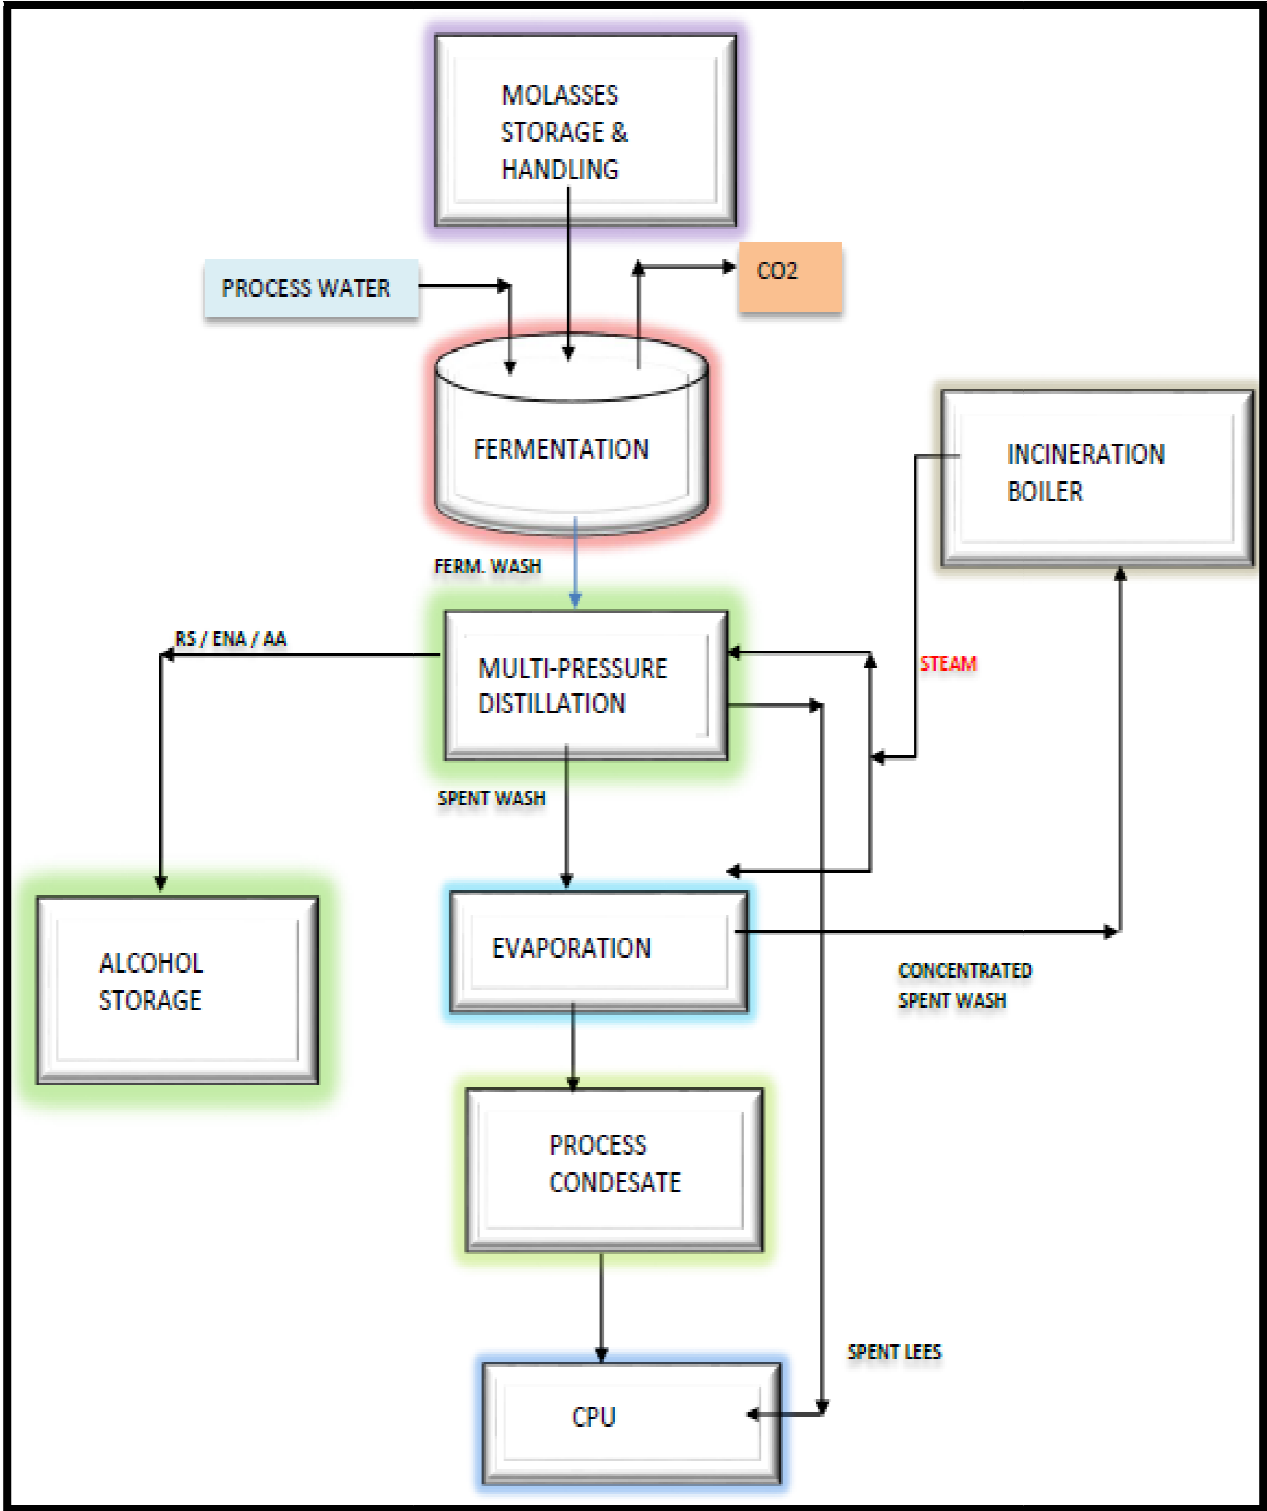 MOLASSES
STORAGE &
HANDLING
PROCESS WATER
CO2
FERMENTATION
INCINERATION
BOILER
FERM. WASH
RS / ENA / AA
MULTI-PRESSURE
DISTILLATION
STEAM
SPENT WASH
ALCOHOL
STORAGE
EVAPORATION
CONCENTRATED
SPENT WASH
PROCESS
CONDESATE
SPENT LEES
CPU